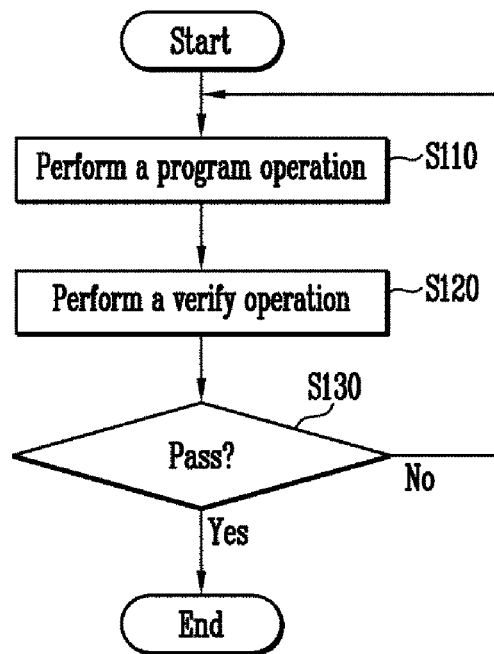 Start
Perform a program operation
S110
Perform a verify operation
S120
S130
Pass?
No
Yes
End